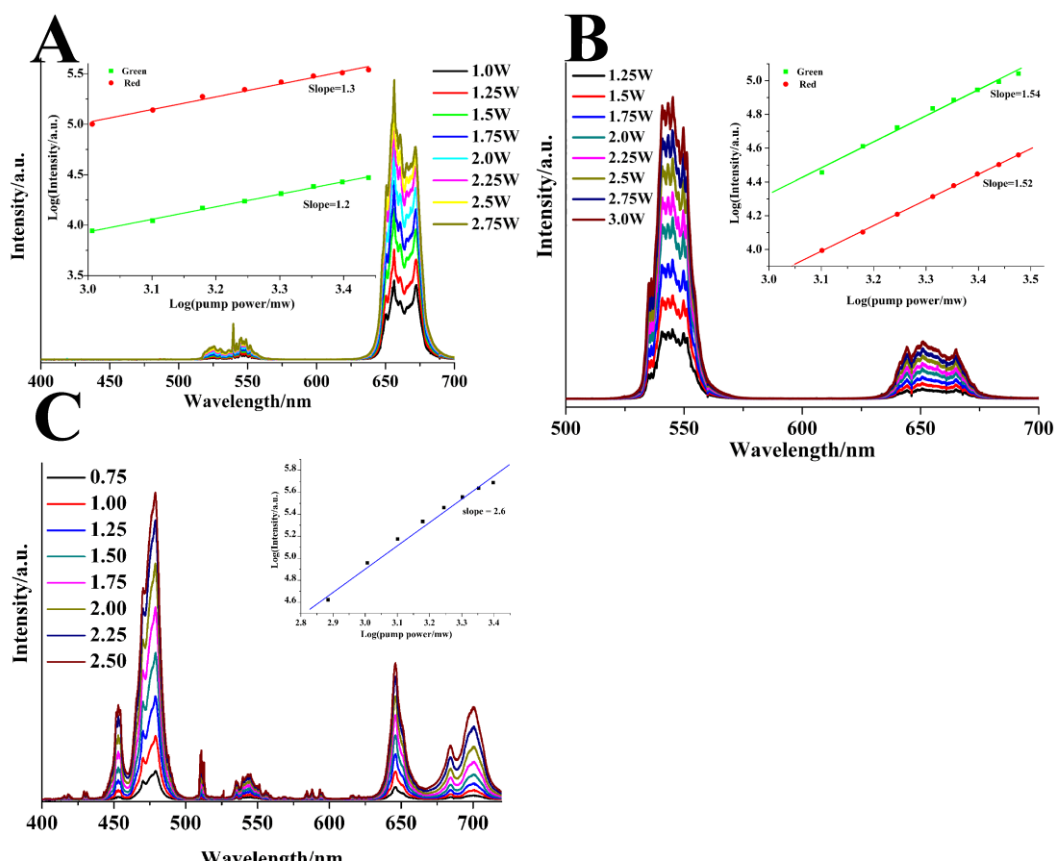 A
Green
Red
Slope=1.3
Slope=1.2
5.5
5.0
4.5
4.0
3.5
3.0 3.1 3.2 3.3 3.4
Log(Intensity/a.u.)
Log(pump power/mw)
1.0W
1.25W
1.5W
1.75W
2.0W
2.25W
2.5W
2.75W
Intensity/a.u.
400 450 500 550 600 650 700
Wavelength/nm
B
1.25W
1.5W
1.75W
2.0W
2.25W
2.5W
2.75W
3.0W
Green
Red
Slope=1.54
Slope=1.52
5.0
4.8
4.6
4.4
4.2
4.0
3.0 3.1 3.2 3.3 3.4 3.5
Log(Intensity/a.u.)
Log(pump power/mw)
Intensity/a.u.
500 550 600 650 700
Wavelength/nm
C
0.75
1.00
1.25
1.50
1.75
2.00
2.25
2.50
5.8
5.6
5.4
5.2
5.0
4.8
4.6
slope = 2.6
2.8 2.9 3.0 3.1 3.2 3.3 3.4
Log(Intensity/a.u.)
Log(pump power/mw)
Intensity/a.u.
400 450 500 550 600 650 700
Wavelength/nm